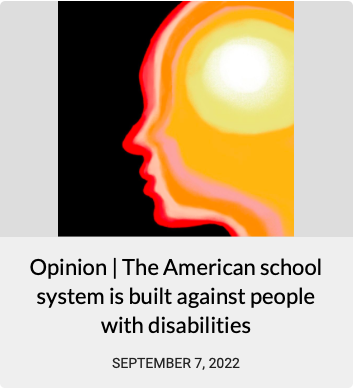 Opinion | The American school
system is built against people
with disabilities
SEPTEMBER 7, 2022